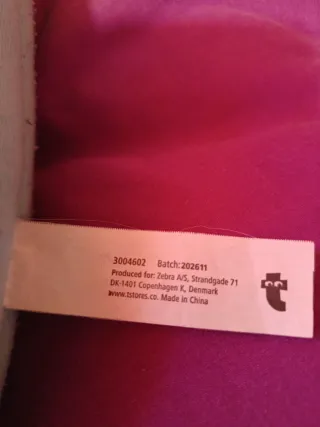 3004602 Batch: 202611
Produced for: Zebra A/S, Strandgade 71
DK-1401 Copenhagen K, Denmark
www.tstores.co. Made in China